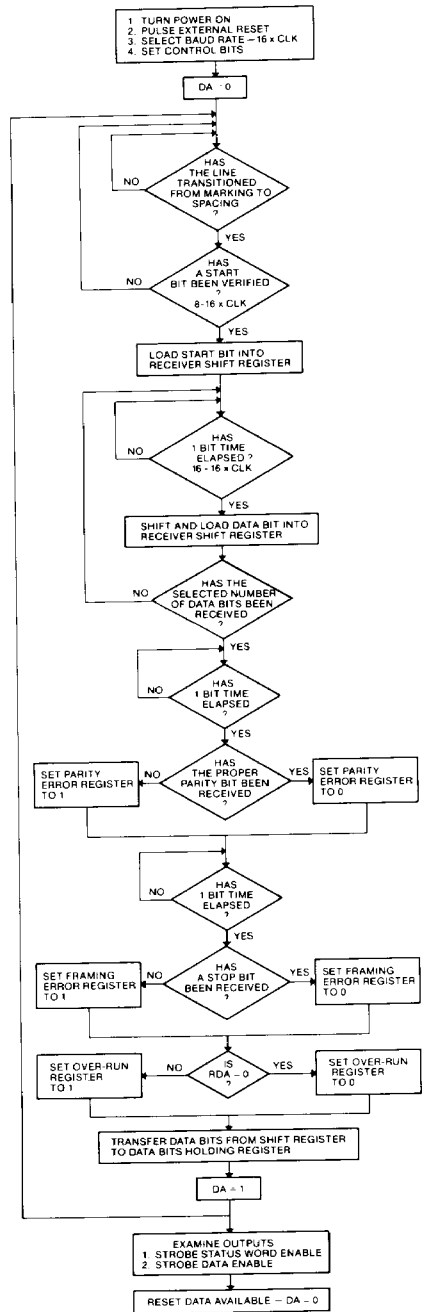 1. TURN POWER ON
2. PULSE EXTERNAL RESET
3. SELECT BAUD RATE – 16 x CLK
4. SET CONTROL BITS
DA = 0
HAS
THE LINE
TRANSITIONED
FROM MARKING TO
SPACING
?
NO
YES
HAS
A START
BIT BEEN VERIFIED
?
8-16 x CLK
NO
YES
LOAD START BIT INTO
RECEIVER SHIFT REGISTER
HAS
1 BIT TIME
ELAPSED ?
16 - 16 x CLK
NO
YES
SHIFT AND LOAD DATA BIT INTO
RECEIVER SHIFT REGISTER
HAS THE
SELECTED NUMBER
OF DATA BITS BEEN
RECEIVED
?
NO
YES
HAS
1 BIT TIME
ELAPSED
?
NO
YES
HAS
THE PROPER
PARITY BIT BEEN
RECEIVED
?
NO
YES
SET PARITY
ERROR REGISTER
TO 1
SET PARITY
ERROR REGISTER
TO 0
HAS
1 BIT TIME
ELAPSED
?
NO
YES
HAS
A STOP BIT
BEEN RECEIVED
?
NO
YES
SET FRAMING
ERROR REGISTER
TO 1
SET FRAMING
ERROR REGISTER
TO 0
IS
RDA = 0
?
NO
YES
SET OVER-RUN
REGISTER
TO 1
SET OVER-RUN
REGISTER
TO 0
TRANSFER DATA BITS FROM SHIFT REGISTER
TO DATA BITS HOLDING REGISTER
DA = 1
EXAMINE OUTPUTS
1. STROBE STATUS WORD ENABLE
2. STROBE DATA ENABLE
RESET DATA AVAILABLE – DA = 0